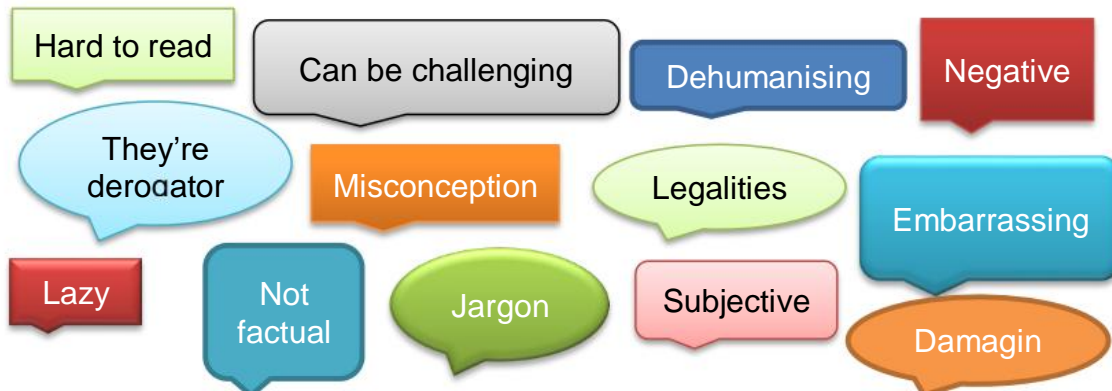 Hard to read
Can be challenging
Dehumanising
Negative
They're
derogator
Misconception
Legalities
Embarrassing
Lazy
Not
factual
Jargon
Subjective
Damagin